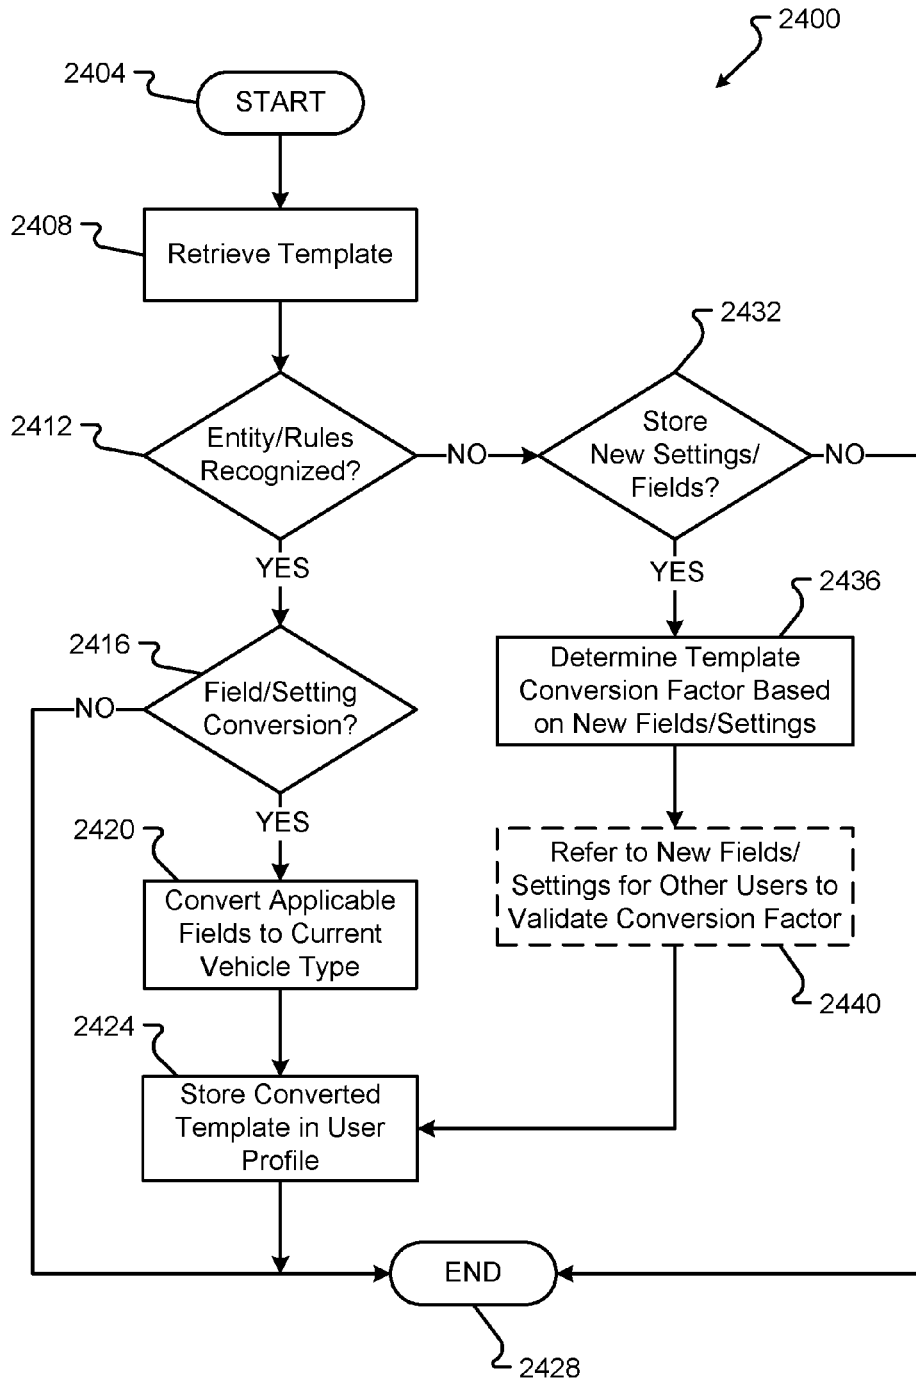 2400
2404
START
2408
Retrieve Template
2432
2412
Entity/Rules
Recognized?
NO
Store
New Settings/
Fields?
NO
YES
YES
2436
2416
Field/Setting
Conversion?
NO
Determine Template
Conversion Factor Based
on New Fields/Settings
YES
2420
Convert Applicable
Fields to Current
Vehicle Type
Refer to New Fields/
Settings for Other Users to
Validate Conversion Factor
2440
2424
Store Converted
Template in User
Profile
END
2428